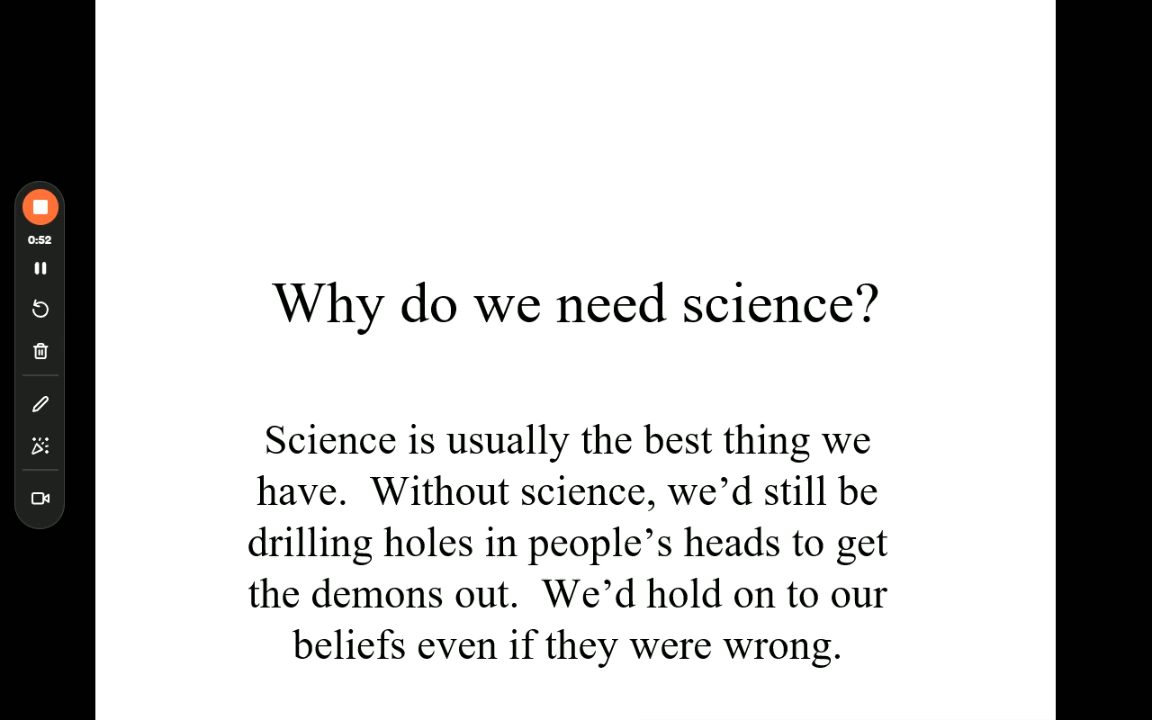 0:52
Why do we need science?
Science is usually the best thing we
have.  Without science, we’d still be
drilling holes in people’s heads to get
the demons out.  We’d hold on to our
beliefs even if they were wrong.